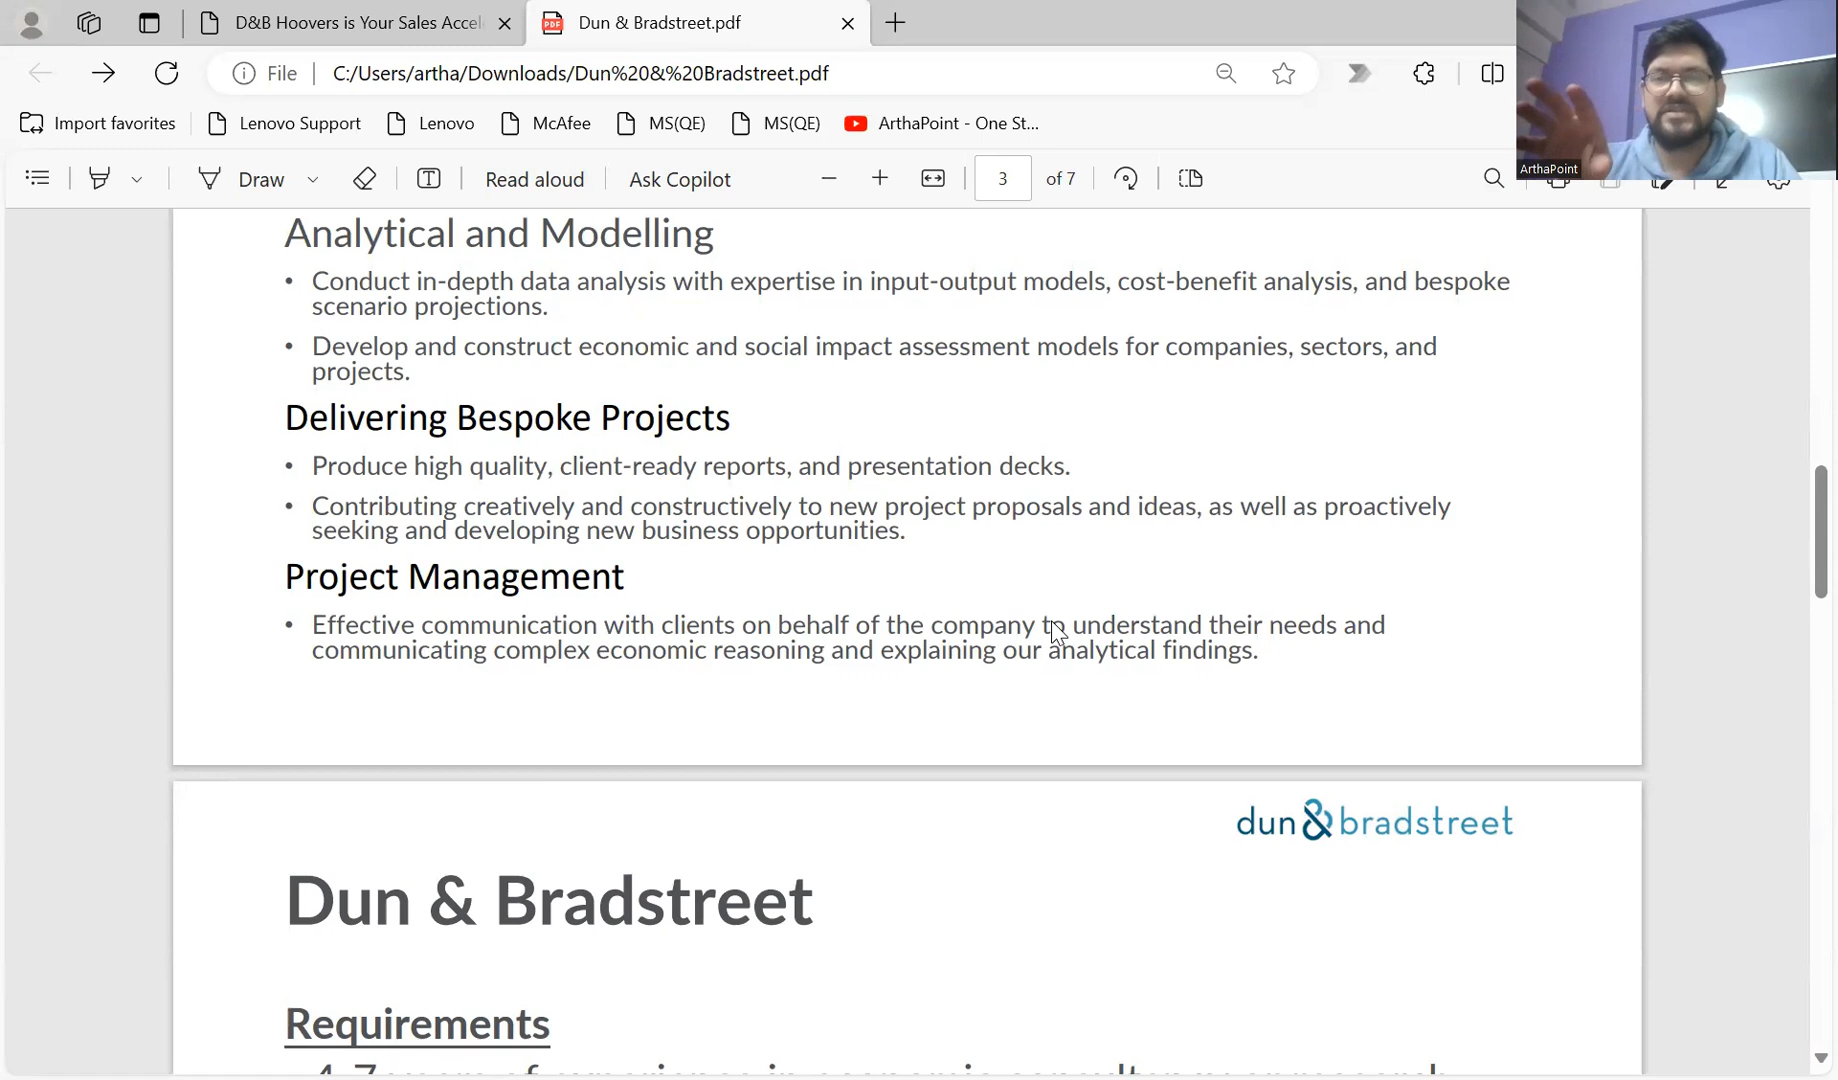 D&B Hoovers is Your Sales Accel
Dun & Bradstreet.pdf
File
C:/Users/artha/Downloads/Dun%20&%20Bradstreet.pdf
Import favorites
Lenovo Support
Lenovo
McAfee
MS(QE)
MS(QE)
ArthaPoint - One St...
ArthaPoint
Draw
Read aloud
Ask Copilot
3
of 7
Analytical and Modelling
• Conduct in-depth data analysis with expertise in input-output models, cost-benefit analysis, and bespoke
scenario projections.
• Develop and construct economic and social impact assessment models for companies, sectors, and
projects.
Delivering Bespoke Projects
• Produce high quality, client-ready reports, and presentation decks.
• Contributing creatively and constructively to new project proposals and ideas, as well as proactively
seeking and developing new business opportunities.
Project Management
• Effective communication with clients on behalf of the company to understand their needs and
communicating complex economic reasoning and explaining our analytical findings.
dun & bradstreet
Dun & Bradstreet
Requirements